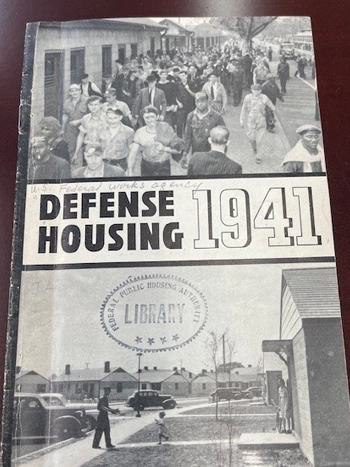 U.S. Federal works agency
DEFENSE
HOUSING
1941
FEDERAL PUBLIC HOUSING AUTHORITY
LIBRARY